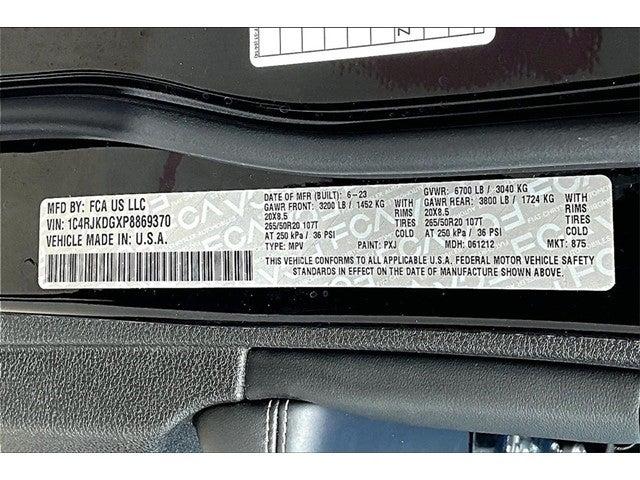 MFD BY: FCA US LLC
VIN: 1C4RJKDGXP8869370
VEHICLE MADE IN U.S.A.
DATE OF MFR (BUILT): 6-23 GVWR: 6700 LB / 3040 KG
GAWR FRONT: 3200 LB / 1452 KG WITH GAWR REAR: 3800 LB / 1724 KG WITH
20X8.5 RIMS 20X8.5 RIMS
265/50R20 107T TIRES 265/50R20 107T TIRES
AT 250 kPa / 36 PSI COLD AT 250 kPa / 36 PSI COLD
TYPE: MPV PAINT: PXJ MDH: 061212 MKT: 875
THIS VEHICLE CONFORMS TO ALL APPLICABLE U.S.A. FEDERAL MOTOR VEHICLE SAFETY
STANDARDS IN EFFECT ON THE DATE OF MANUFACTURE SHOWN ABOVE.